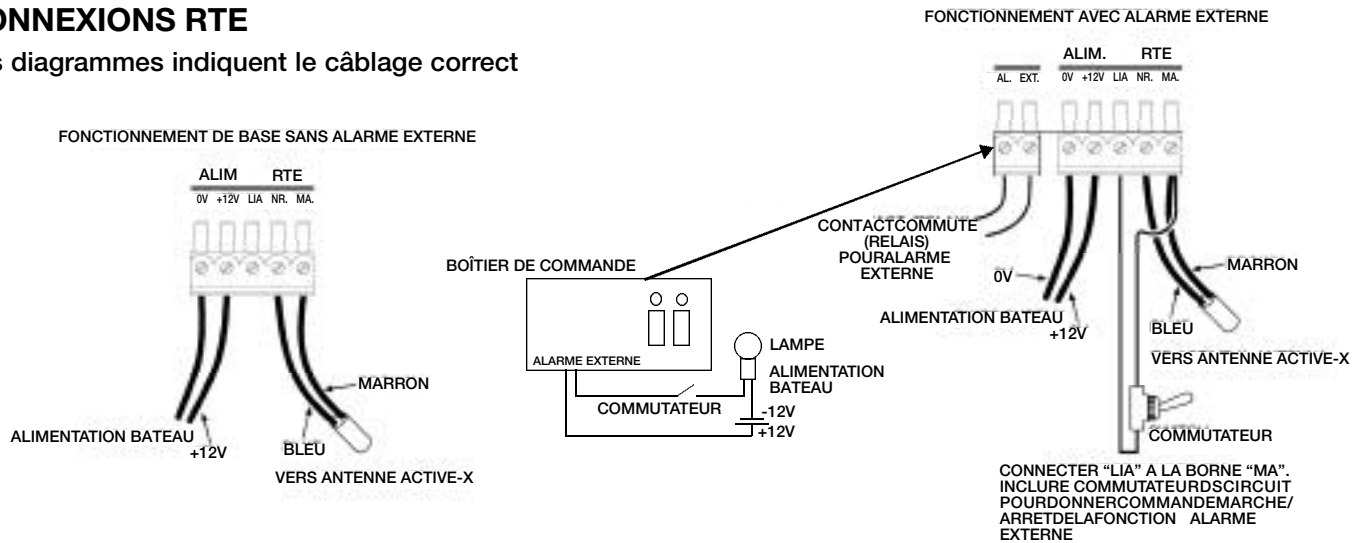 ONNEXIONS RTE
s diagrammes indiquent le câblage correct
FONCTIONNEMENT DE BASE SANS ALARME EXTERNE
ALIM RTE
0V +12V LIA NR. MA.
MARRON
ALIMENTATION BATEAU
+12V
BLEU
VERS ANTENNE ACTIVE-X
BOÎTIER DE COMMANDE
ALARME EXTERNE
LAMPE
ALIMENTATION
BATEAU
COMMUTATEUR
-12V
+12V
FONCTIONNEMENT AVEC ALARME EXTERNE
ALIM. RTE
AL. EXT. 0V +12V LIA NR. MA.
CONTACTCOMMUTE
(RELAIS)
POURALARME
EXTERNE
0V
MARRON
ALIMENTATION BATEAU
+12V
BLEU
VERS ANTENNE ACTIVE-X
COMMUTATEUR
CONNECTER “LIA” A LA BORNE “MA”.
INCLURE COMMUTATEURDSCIRCUIT
POURDONNERCOMMANDEMARCHE/
ARRETDELAFONCTION ALARME
EXTERNE